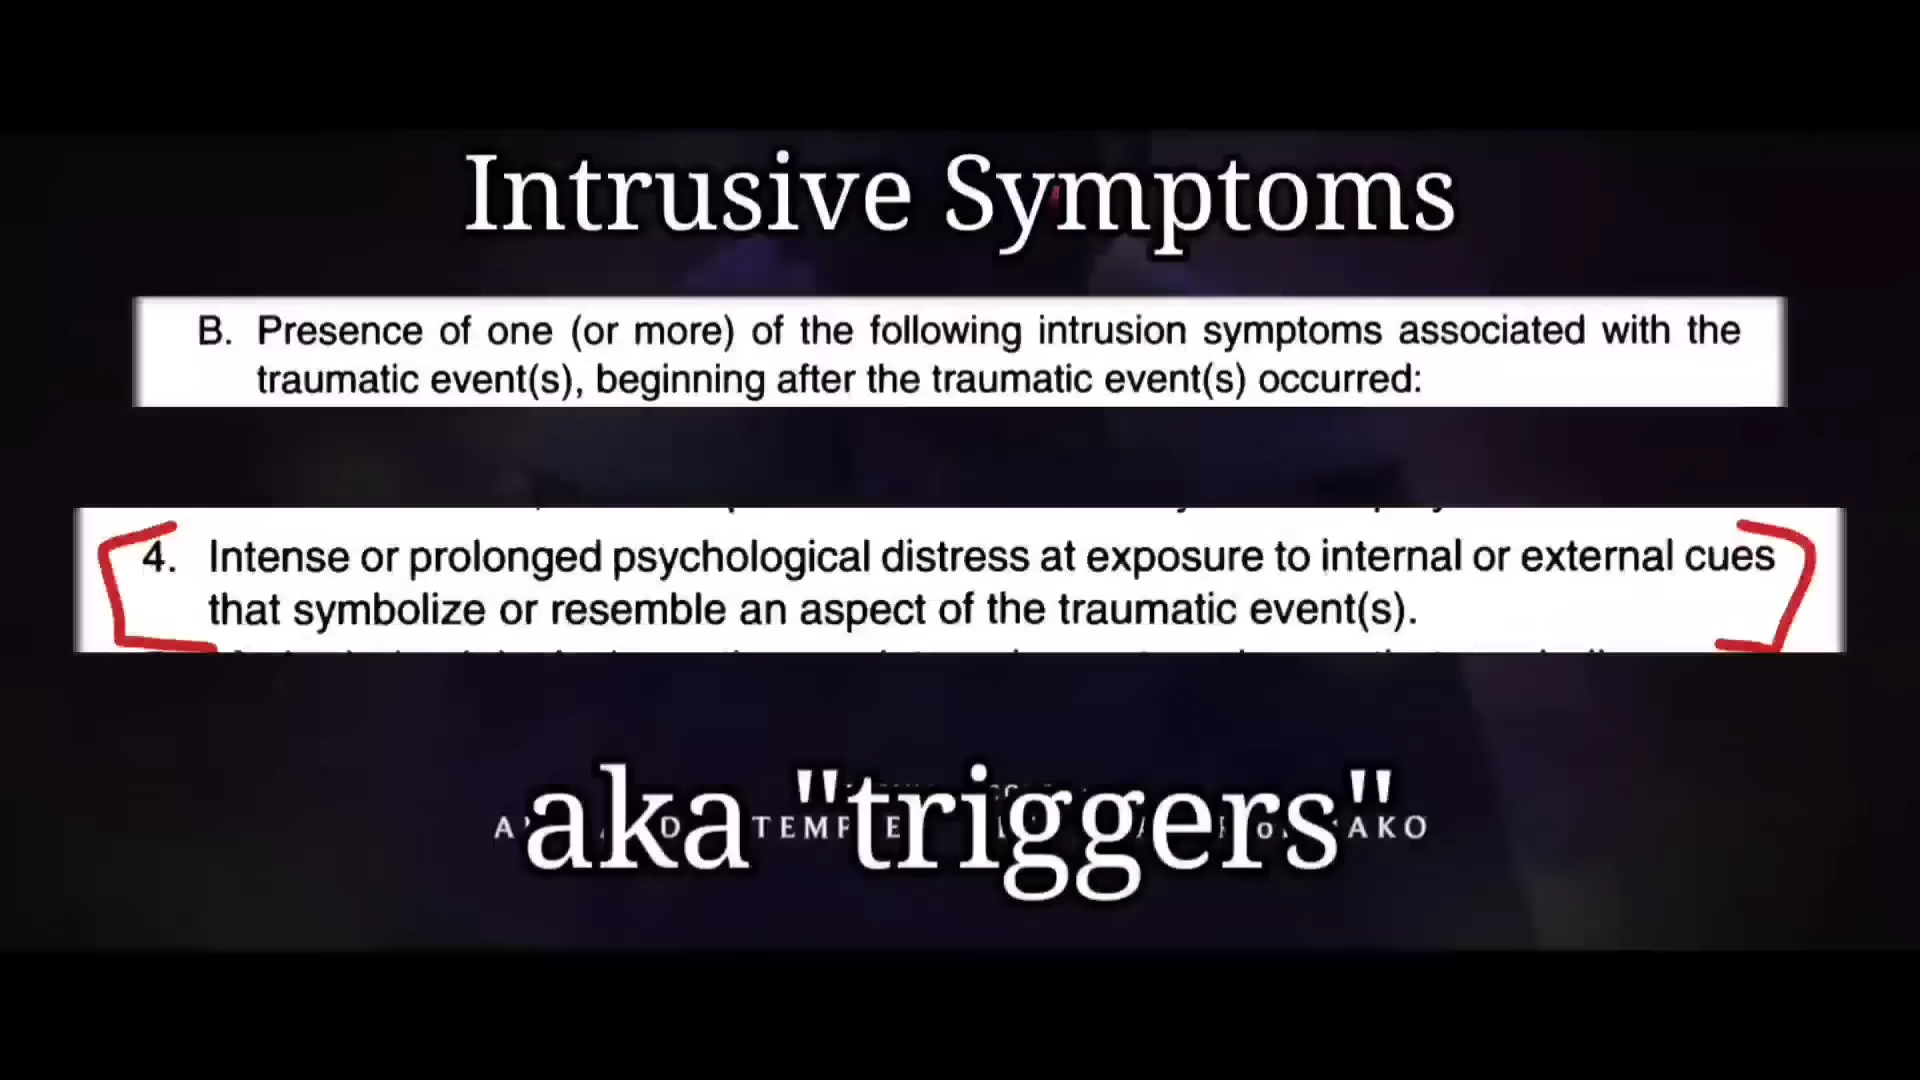 Intrusive Symptoms
B. Presence of one (or more) of the following intrusion symptoms associated with the
traumatic event(s), beginning after the traumatic event(s) occurred:
4. Intense or prolonged psychological distress at exposure to internal or external cues
that symbolize or resemble an aspect of the traumatic event(s).
aka "triggers"